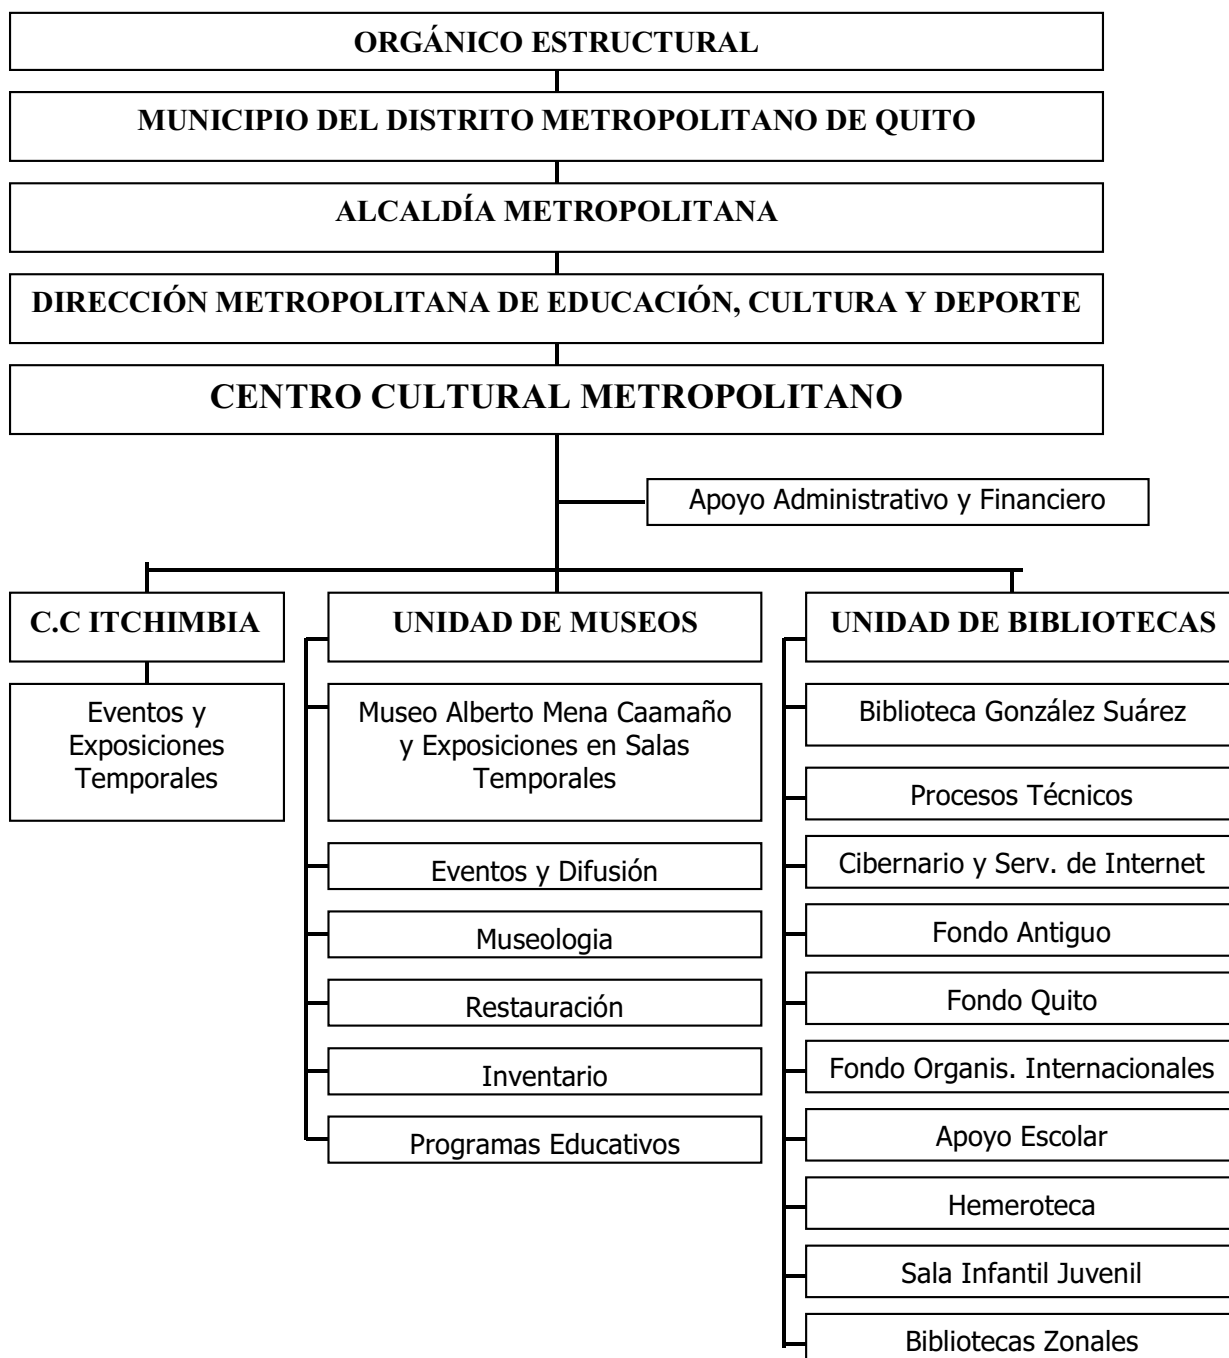 ORGÁNICO ESTRUCTURAL
MUNICIPIO DEL DISTRITO METROPOLITANO DE QUITO
ALCALDÍA METROPOLITANA
DIRECCIÓN METROPOLITANA DE EDUCACIÓN, CULTURA Y DEPORTE
CENTRO CULTURAL METROPOLITANO
Apoyo Administrativo y Financiero
C.C ITCHIMBIA
Eventos y
Exposiciones
Temporales
UNIDAD DE MUSEOS
Museo Alberto Mena Caamaño
y Exposiciones en Salas
Temporales
Eventos y Difusión
Museologia
Restauración
Inventario
Programas Educativos
UNIDAD DE BIBLIOTECAS
Biblioteca González Suárez
Procesos Técnicos
Cibernario y Serv. de Internet
Fondo Antiguo
Fondo Quito
Fondo Organis. Internacionales
Apoyo Escolar
Hemeroteca
Sala Infantil Juvenil
Bibliotecas Zonales